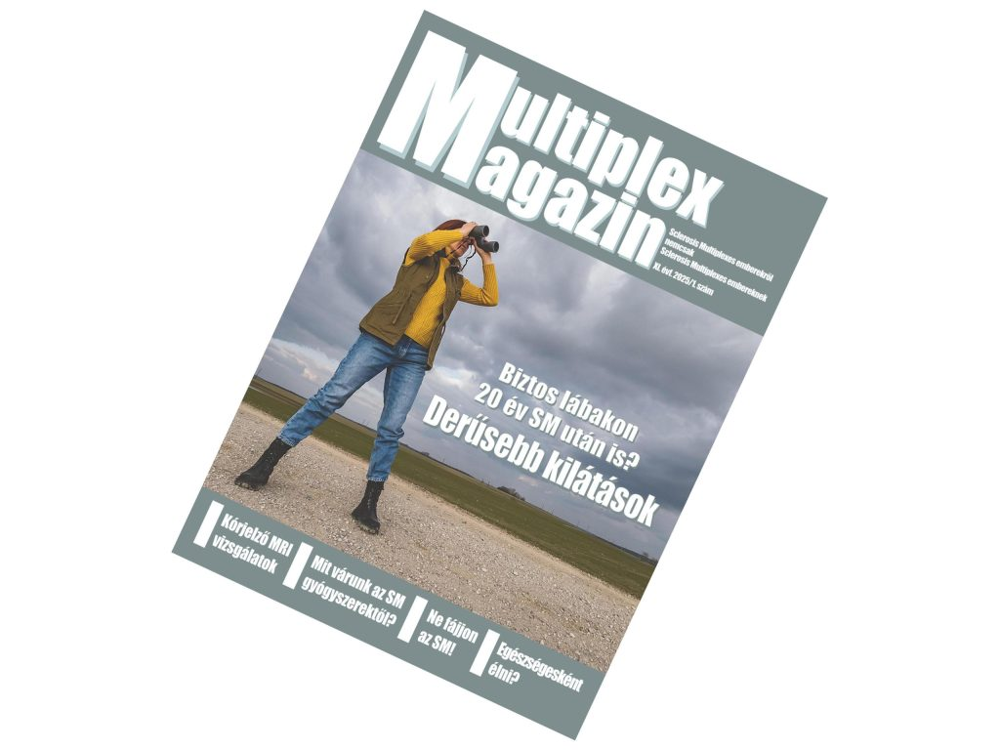 Multiplex
Magazin
Sclerosis Multiplexes emberekről
nemcsak
Sclerosis Multiplexes embereknek
XI. évf. 2025/1. szám
Biztos lábakon
20 év SM után is?
Derűsebb kilátások
Kórjelző MRI
vizsgálatok
Mit várunk az SM
gyógyszerektől?
Ne fájjon
az SM!
Egészségesként
élni?